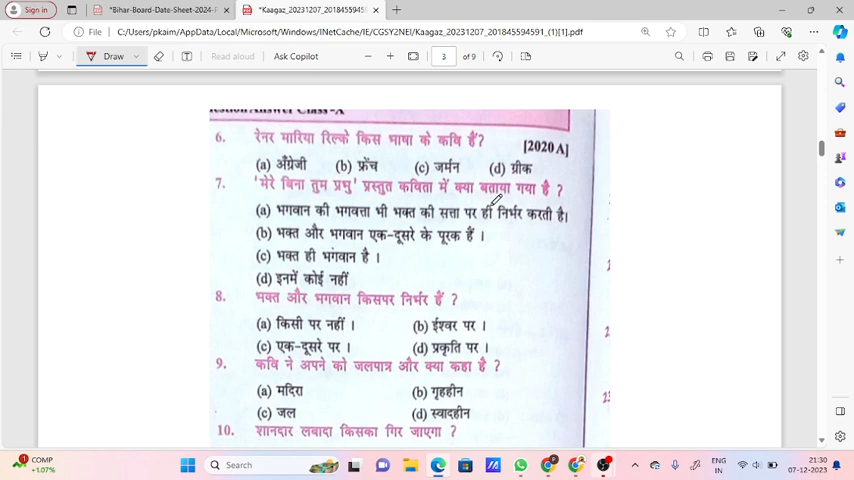 Sign in
*Bihar-Board-Date-Sheet-2024-F
*Kaagaz_20231207_2018455945
File
C:/Users/pkaim/AppData/Local/Microsoft/Windows/INetCache/IE/CGSY2NEI/Kaagaz_20231207_201845594591_(1)[1].pdf
Draw
Read aloud
Ask Copilot
3 of 9
uestion Answer Class-X
6. रेनर मारिया रिल्के किस भाषा के कवि हैं? [2020 A]
(a) अँग्रेजी (b) फ्रेंच (c) जर्मन (d) ग्रीक
7. 'मेरे बिना तुम प्रभु' प्रस्तुत कविता में क्या बताया गया है ?
(a) भगवान की भगवत्ता भी भक्त की सत्ता पर ही निर्भर करती है।
(b) भक्त और भगवान एक-दूसरे के पूरक हैं ।
(c) भक्त ही भगवान है ।
(d) इनमें कोई नहीं
8. भक्त और भगवान किसपर निर्भर हैं ?
(a) किसी पर नहीं । (b) ईश्वर पर ।
(c) एक-दूसरे पर । (d) प्रकृति पर ।
9. कवि ने अपने को जलपात्र और क्या कहा है ?
(a) मदिरा (b) गृहहीन
(c) जल (d) स्वादहीन
10. शानदार लबादा किसका गिर जाएगा ?
COMP
+1.07%
Search
ENG
IN
21:30
07-12-2023